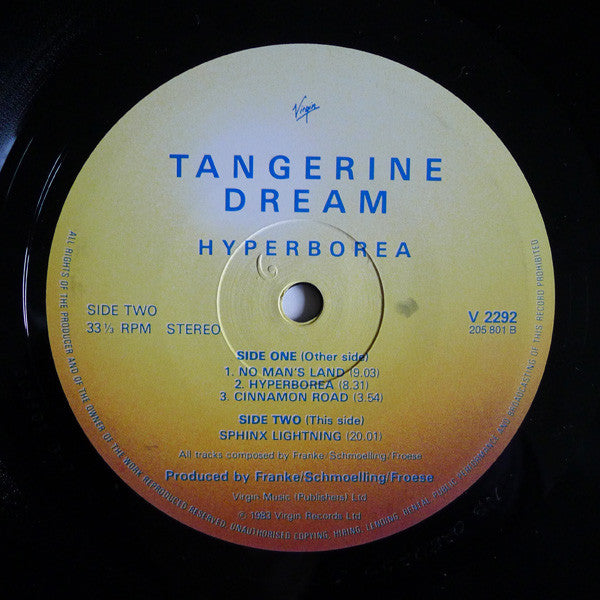 Virgin
TANGERINE
DREAM
HYPERBOREA
SIDE TWO
33⅓ RPM STEREO
V 2292
205 801 B
SIDE ONE (Other side)
1. NO MAN'S LAND (9.03)
2. HYPERBOREA (8.31)
3. CINNAMON ROAD (3.54)
SIDE TWO (This side)
SPHINX LIGHTNING (20.01)
All tracks composed by Franke/Schmoelling/Froese
Produced by Franke/Schmoelling/Froese
Virgin Music (Publishers) Ltd
℗ 1983 Virgin Records Ltd
ALL RIGHTS OF THE PRODUCER AND OF THE OWNER OF THE WORK REPRODUCED RESERVED. UNAUTHORISED COPYING, HIRING, LENDING, RENTAL PUBLIC PERFORMANCE AND BROADCASTING OF THIS RECORD PROHIBITED